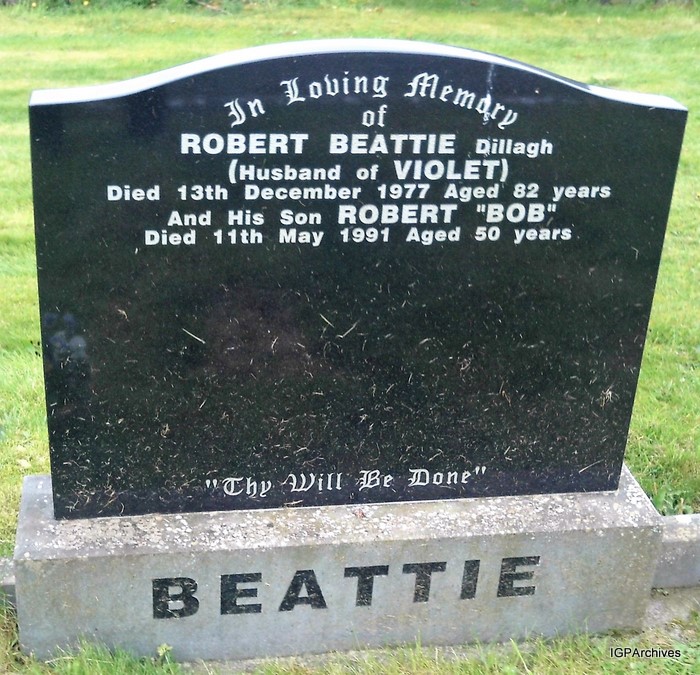 In Loving Memory
of
ROBERT BEATTIE Dillagh
(Husband of VIOLET)
Died 13th December 1977 Aged 82 years
And His Son ROBERT "BOB"
Died 11th May 1991 Aged 50 years
"Thy Will Be Done"
BEATTIE
IGPArchives